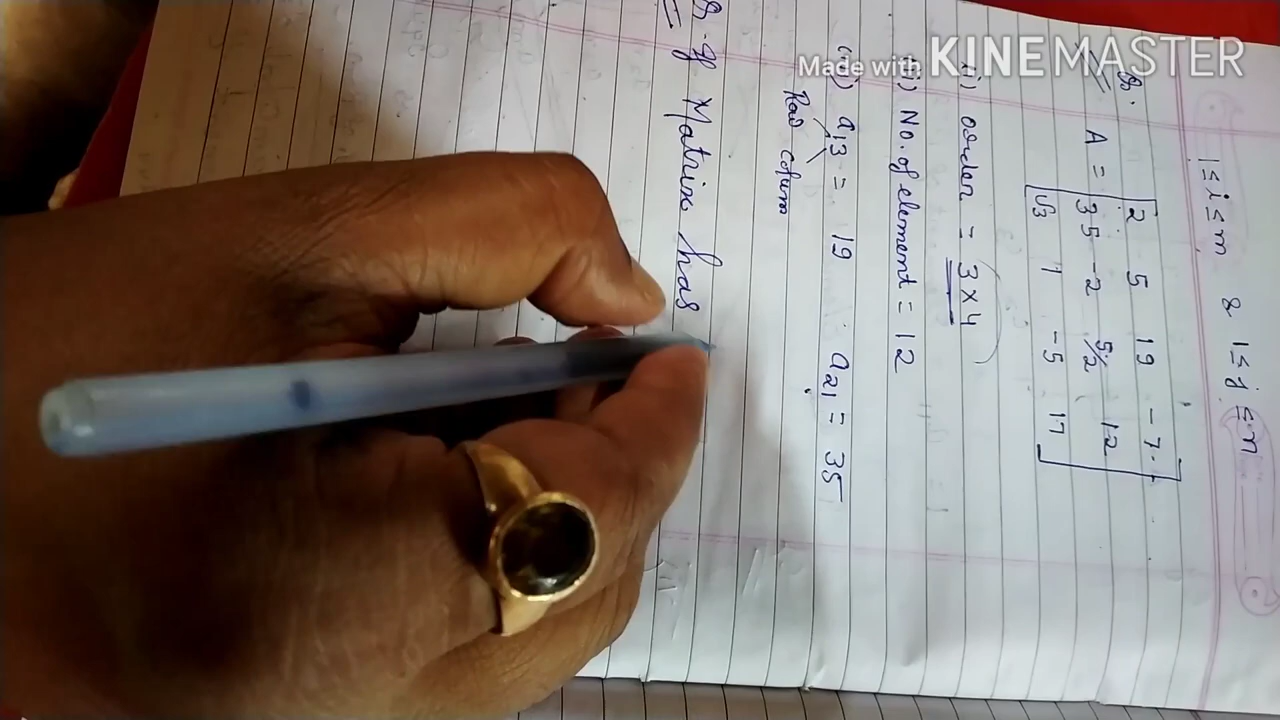 Made with KINEMASTER
1 ≤ i ≤ m & 1 ≤ j ≤ n
Q.
2 5 19 -7
A = 35 -2 5/2 12
√3 1 -5 17
(i) order = 3×4
(ii) No. of element = 12
(iii) a13 = 19 a21 = 35
Row colum
Q. If Matrix has